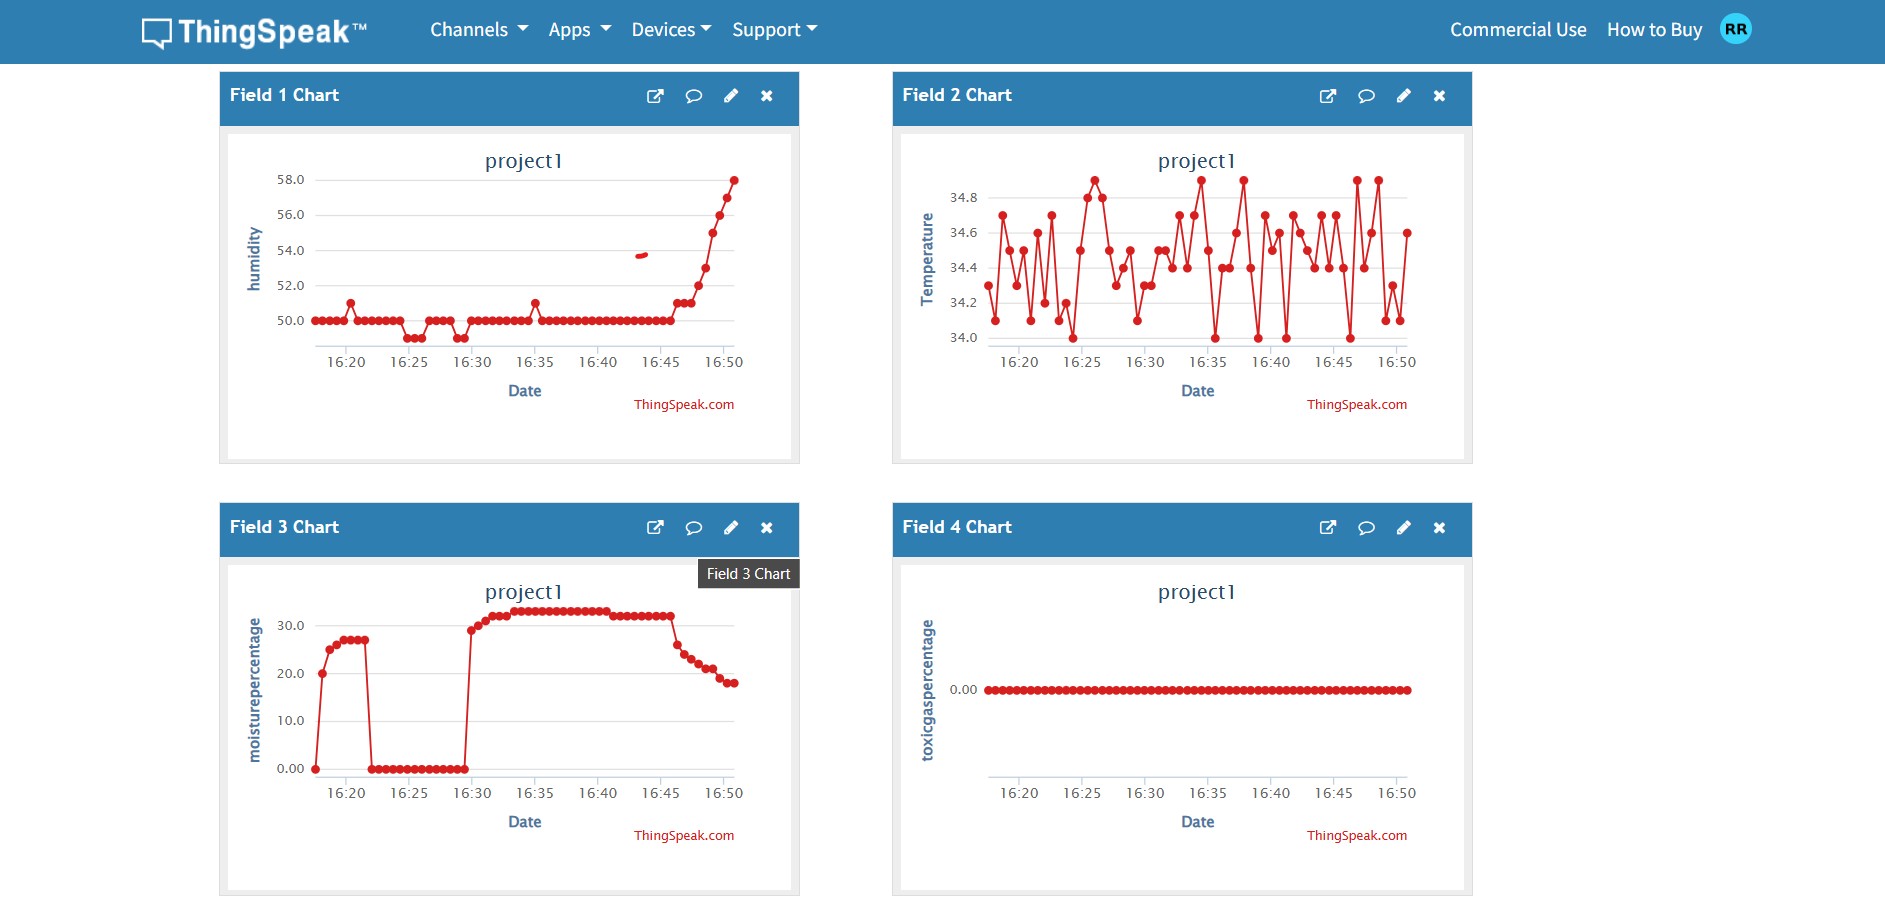 ThingSpeak™ Channels Apps Devices Support Commercial Use How to Buy RR
Field 1 Chart
project1
58.0
56.0
54.0
52.0
50.0
humidity
16:20 16:25 16:30 16:35 16:40 16:45 16:50
Date
ThingSpeak.com
Field 2 Chart
project1
34.8
34.6
34.4
34.2
34.0
Temperature
16:20 16:25 16:30 16:35 16:40 16:45 16:50
Date
ThingSpeak.com
Field 3 Chart
Field 3 Chart
project1
30.0
20.0
10.0
0.00
moisturepercentage
16:20 16:25 16:30 16:35 16:40 16:45 16:50
Date
ThingSpeak.com
Field 4 Chart
project1
0.00
toxicgaspercentage
16:20 16:25 16:30 16:35 16:40 16:45 16:50
Date
ThingSpeak.com